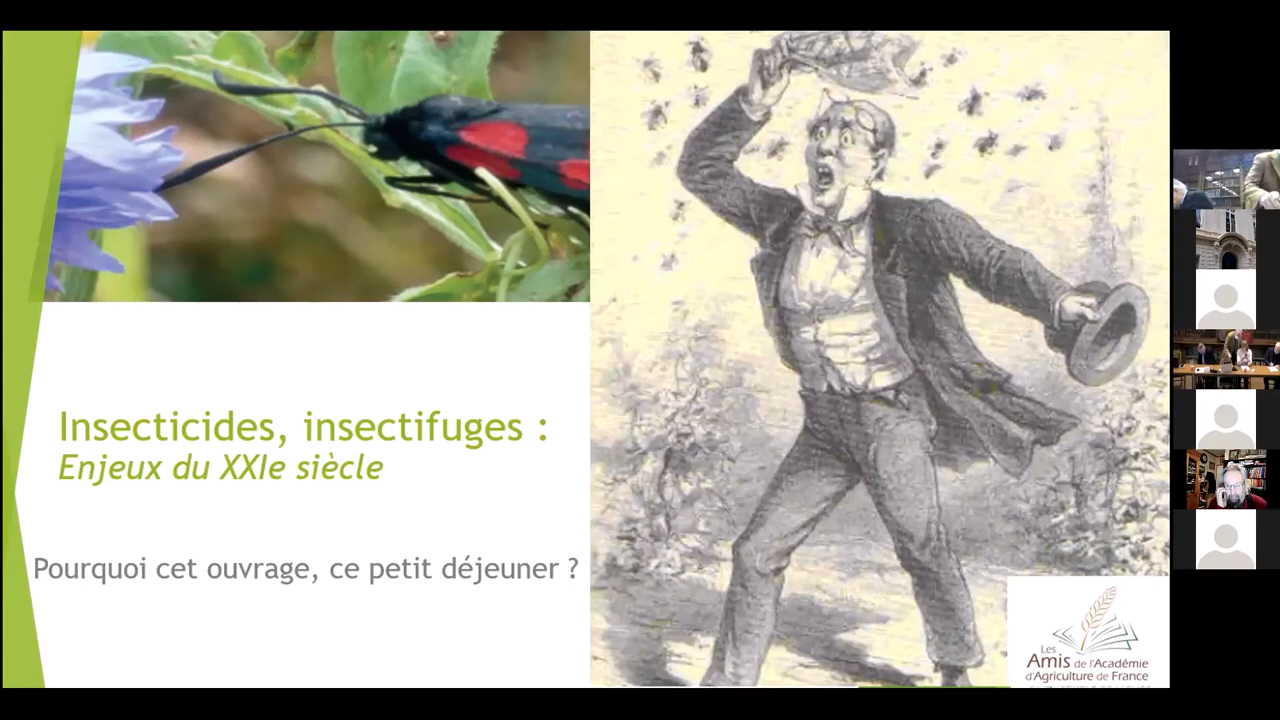 Insecticides, insectifuges :
Enjeux du XXIe siècle
Pourquoi cet ouvrage, ce petit déjeuner ?
Les
Amis de l'Académie
d'Agriculture de France